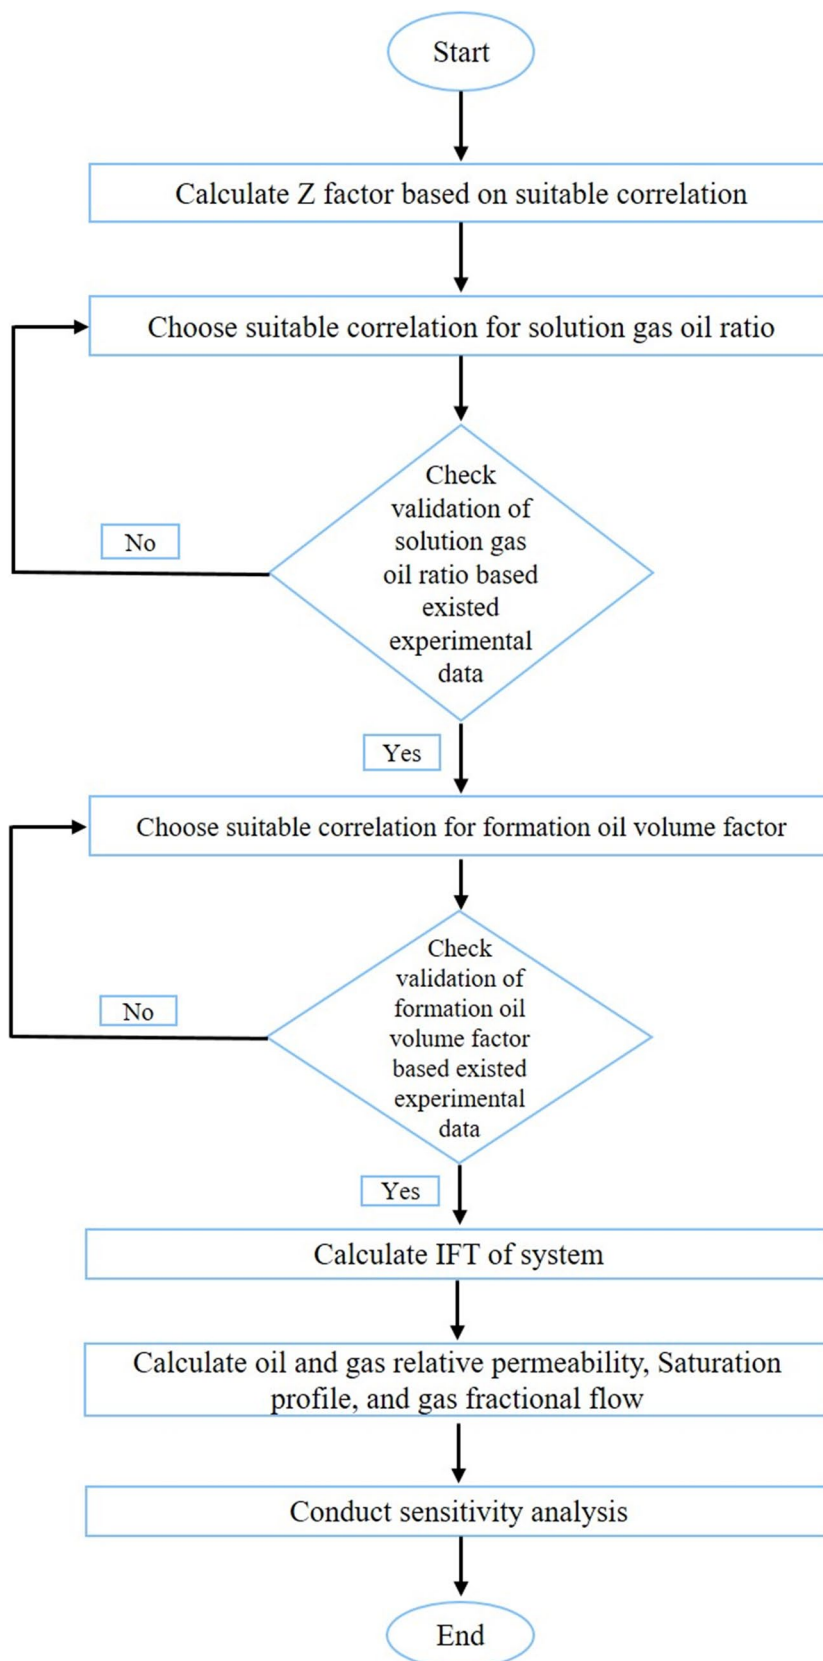 Start
Calculate Z factor based on suitable correlation
Choose suitable correlation for solution gas oil ratio
Check
validation of
solution gas
oil ratio based
existed
experimental
data
No
Yes
Choose suitable correlation for formation oil volume factor
Check
validation of
formation oil
volume factor
based existed
experimental
data
No
Yes
Calculate IFT of system
Calculate oil and gas relative permeability, Saturation
profile, and gas fractional flow
Conduct sensitivity analysis
End